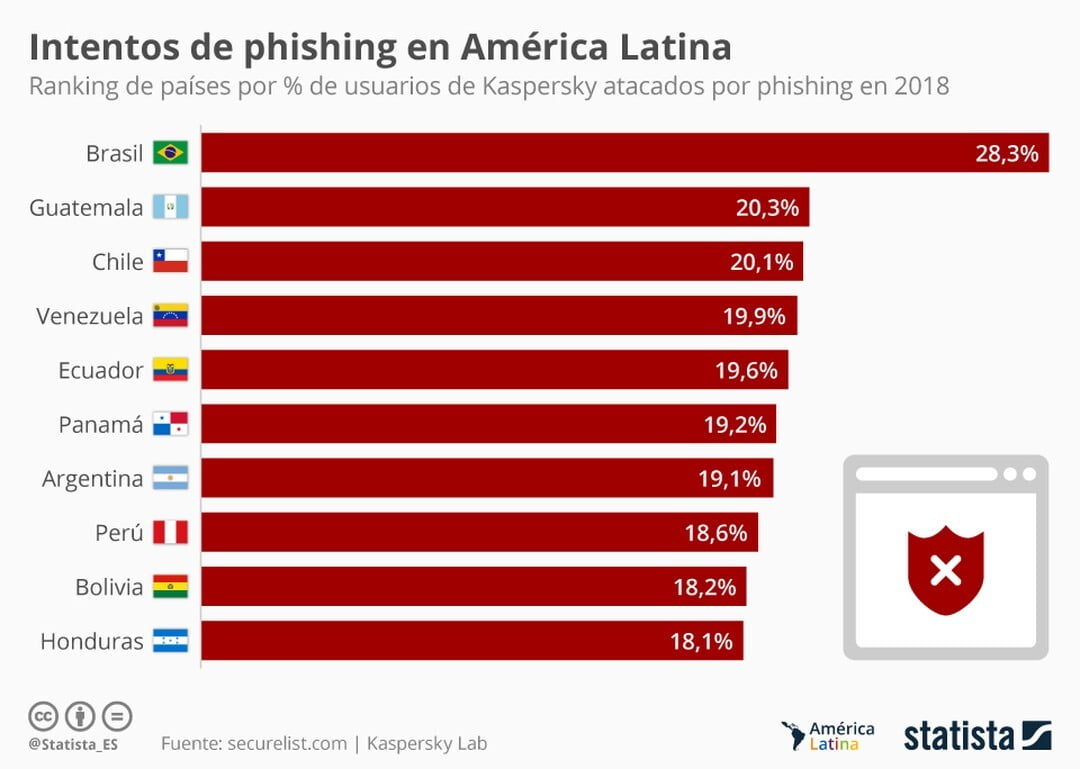 Intentos de phishing en América Latina
Ranking de países por % de usuarios de Kaspersky atacados por phishing en 2018
Brasil 28,3%
Guatemala 20,3%
Chile 20,1%
Venezuela 19,9%
Ecuador 19,6%
Panamá 19,2%
Argentina 19,1%
Perú 18,6%
Bolivia 18,2%
Honduras 18,1%
cc
@Statista_ES
Fuente: securelist.com | Kaspersky Lab
América
Latina
statista